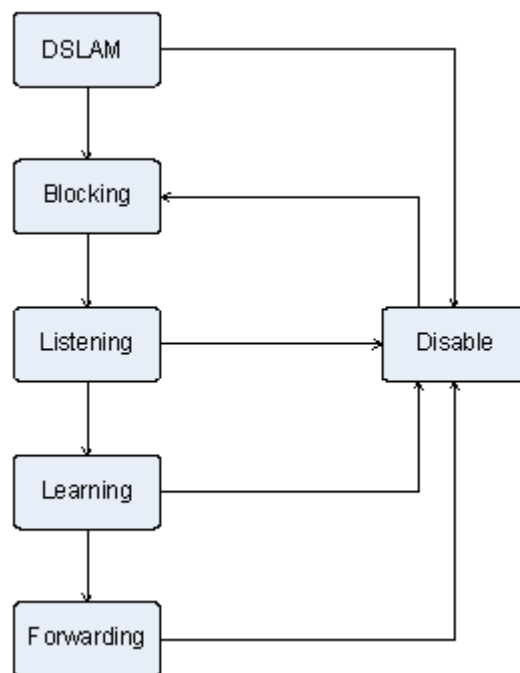 DSLAM
Blocking
Listening
Disable
Learning
Forwarding